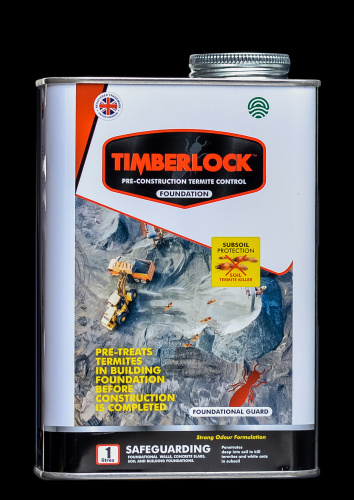 TIMBERLOCK™
PRE-CONSTRUCTION TERMITE CONTROL
FOUNDATION
SUBSOIL
PROTECTION
SOIL
TERMITE KILLER
PRE-TREATS
TERMITES
IN BUILDING
FOUNDATION
BEFORE
CONSTRUCTION
IS COMPLETED
FOUNDATIONAL GUARD
Strong Odour Formulation
1
litres
SAFEGUARDING
FOUNDATIONAL WALLS, CONCRETE SLABS,
SOIL AND BUILDING FOUNDATIONS.
Penetrates
deep into soil to kill
termites and white ants
in subsoil